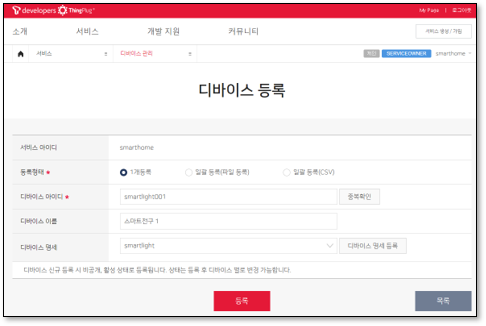 developers ThingPlug
My Page | 로그아웃
소개 서비스 개발 지원 커뮤니티
서비스 생성 / 가입
서비스 디바이스 관리
SERVICEOWNER smarthome
디바이스 등록
서비스 아이디 smarthome
등록형태 * 1개등록 일괄 등록(파일 등록) 일괄 등록(CSV)
디바이스 아이디 * smartlight001 중복확인
디바이스 이름 스마트전구 1
디바이스 명세 smartlight 디바이스 명세 등록
디바이스 신규 등록 시 비공개, 활성 상태로 등록됩니다. 상태는 등록 후 디바이스 별로 변경 가능합니다.
등록 목록